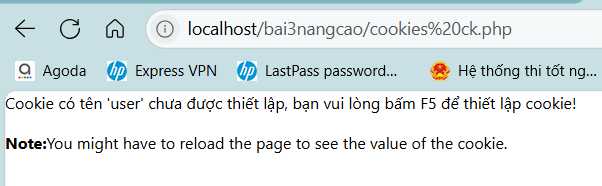 localhost/bai3nangcao/cookies%20ck.php
a Agoda hp Express VPN hp LastPass password... Hệ thống thi tốt ng...
Cookie có tên 'user' chưa được thiết lập, bạn vui lòng bấm F5 để thiết lập cookie!
Note:You might have to reload the page to see the value of the cookie.